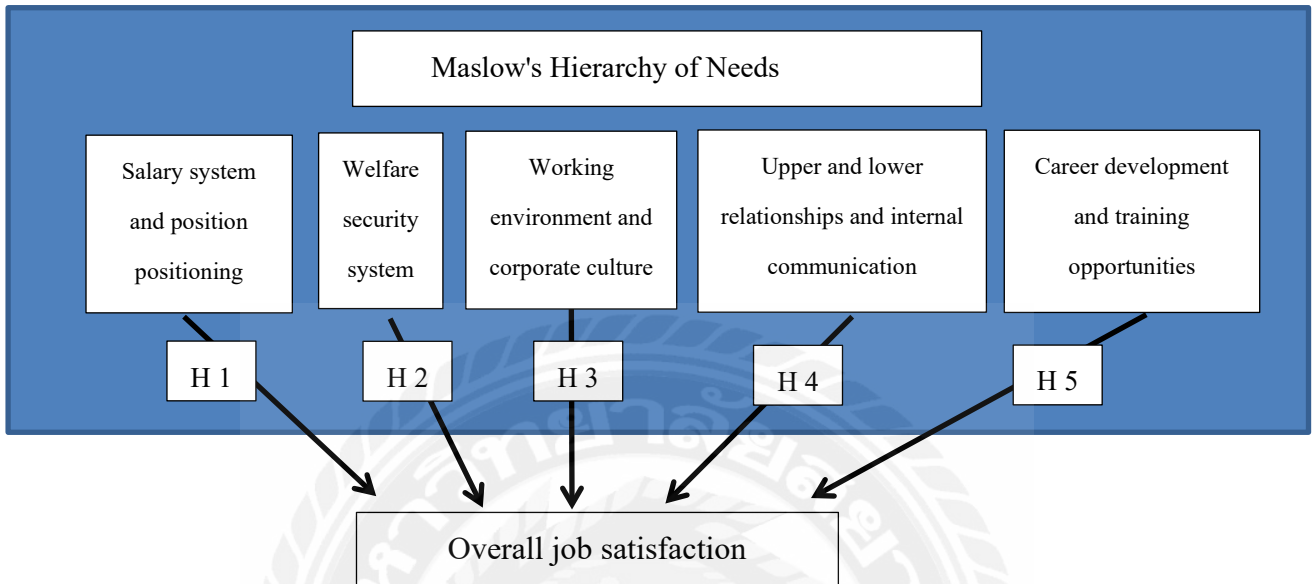 Maslow's Hierarchy of Needs
Salary system
and position
positioning
Welfare
security
system
Working
environment and
corporate culture
Upper and lower
relationships and internal
communication
Career development
and training
opportunities
H 1
H 2
H 3
H 4
H 5
Overall job satisfaction